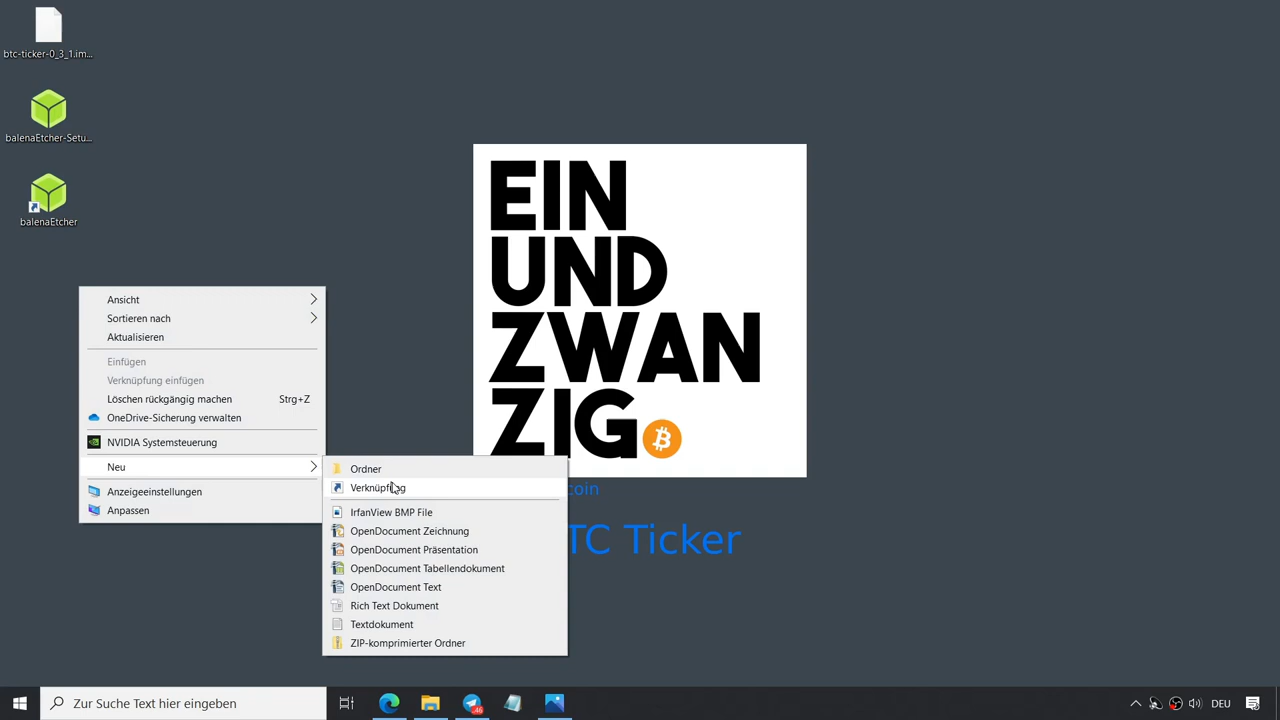 btc-ticker-0_3_1.im...
balenaEtcher-Setu...
balenaEtcher
EIN
UND
ZWAN
ZIG
coin
TC Ticker
Ansicht
Sortieren nach
Aktualisieren
Einfügen
Verknüpfung einfügen
Löschen rückgängig machen Strg+Z
OneDrive-Sicherung verwalten
NVIDIA Systemsteuerung
Neu
Anzeigeeinstellungen
Anpassen
Ordner
Verknüpfung
IrfanView BMP File
OpenDocument Zeichnung
OpenDocument Präsentation
OpenDocument Tabellendokument
OpenDocument Text
Rich Text Dokument
Textdokument
ZIP-komprimierter Ordner
Zur Suche Text hier eingeben
46
DEU